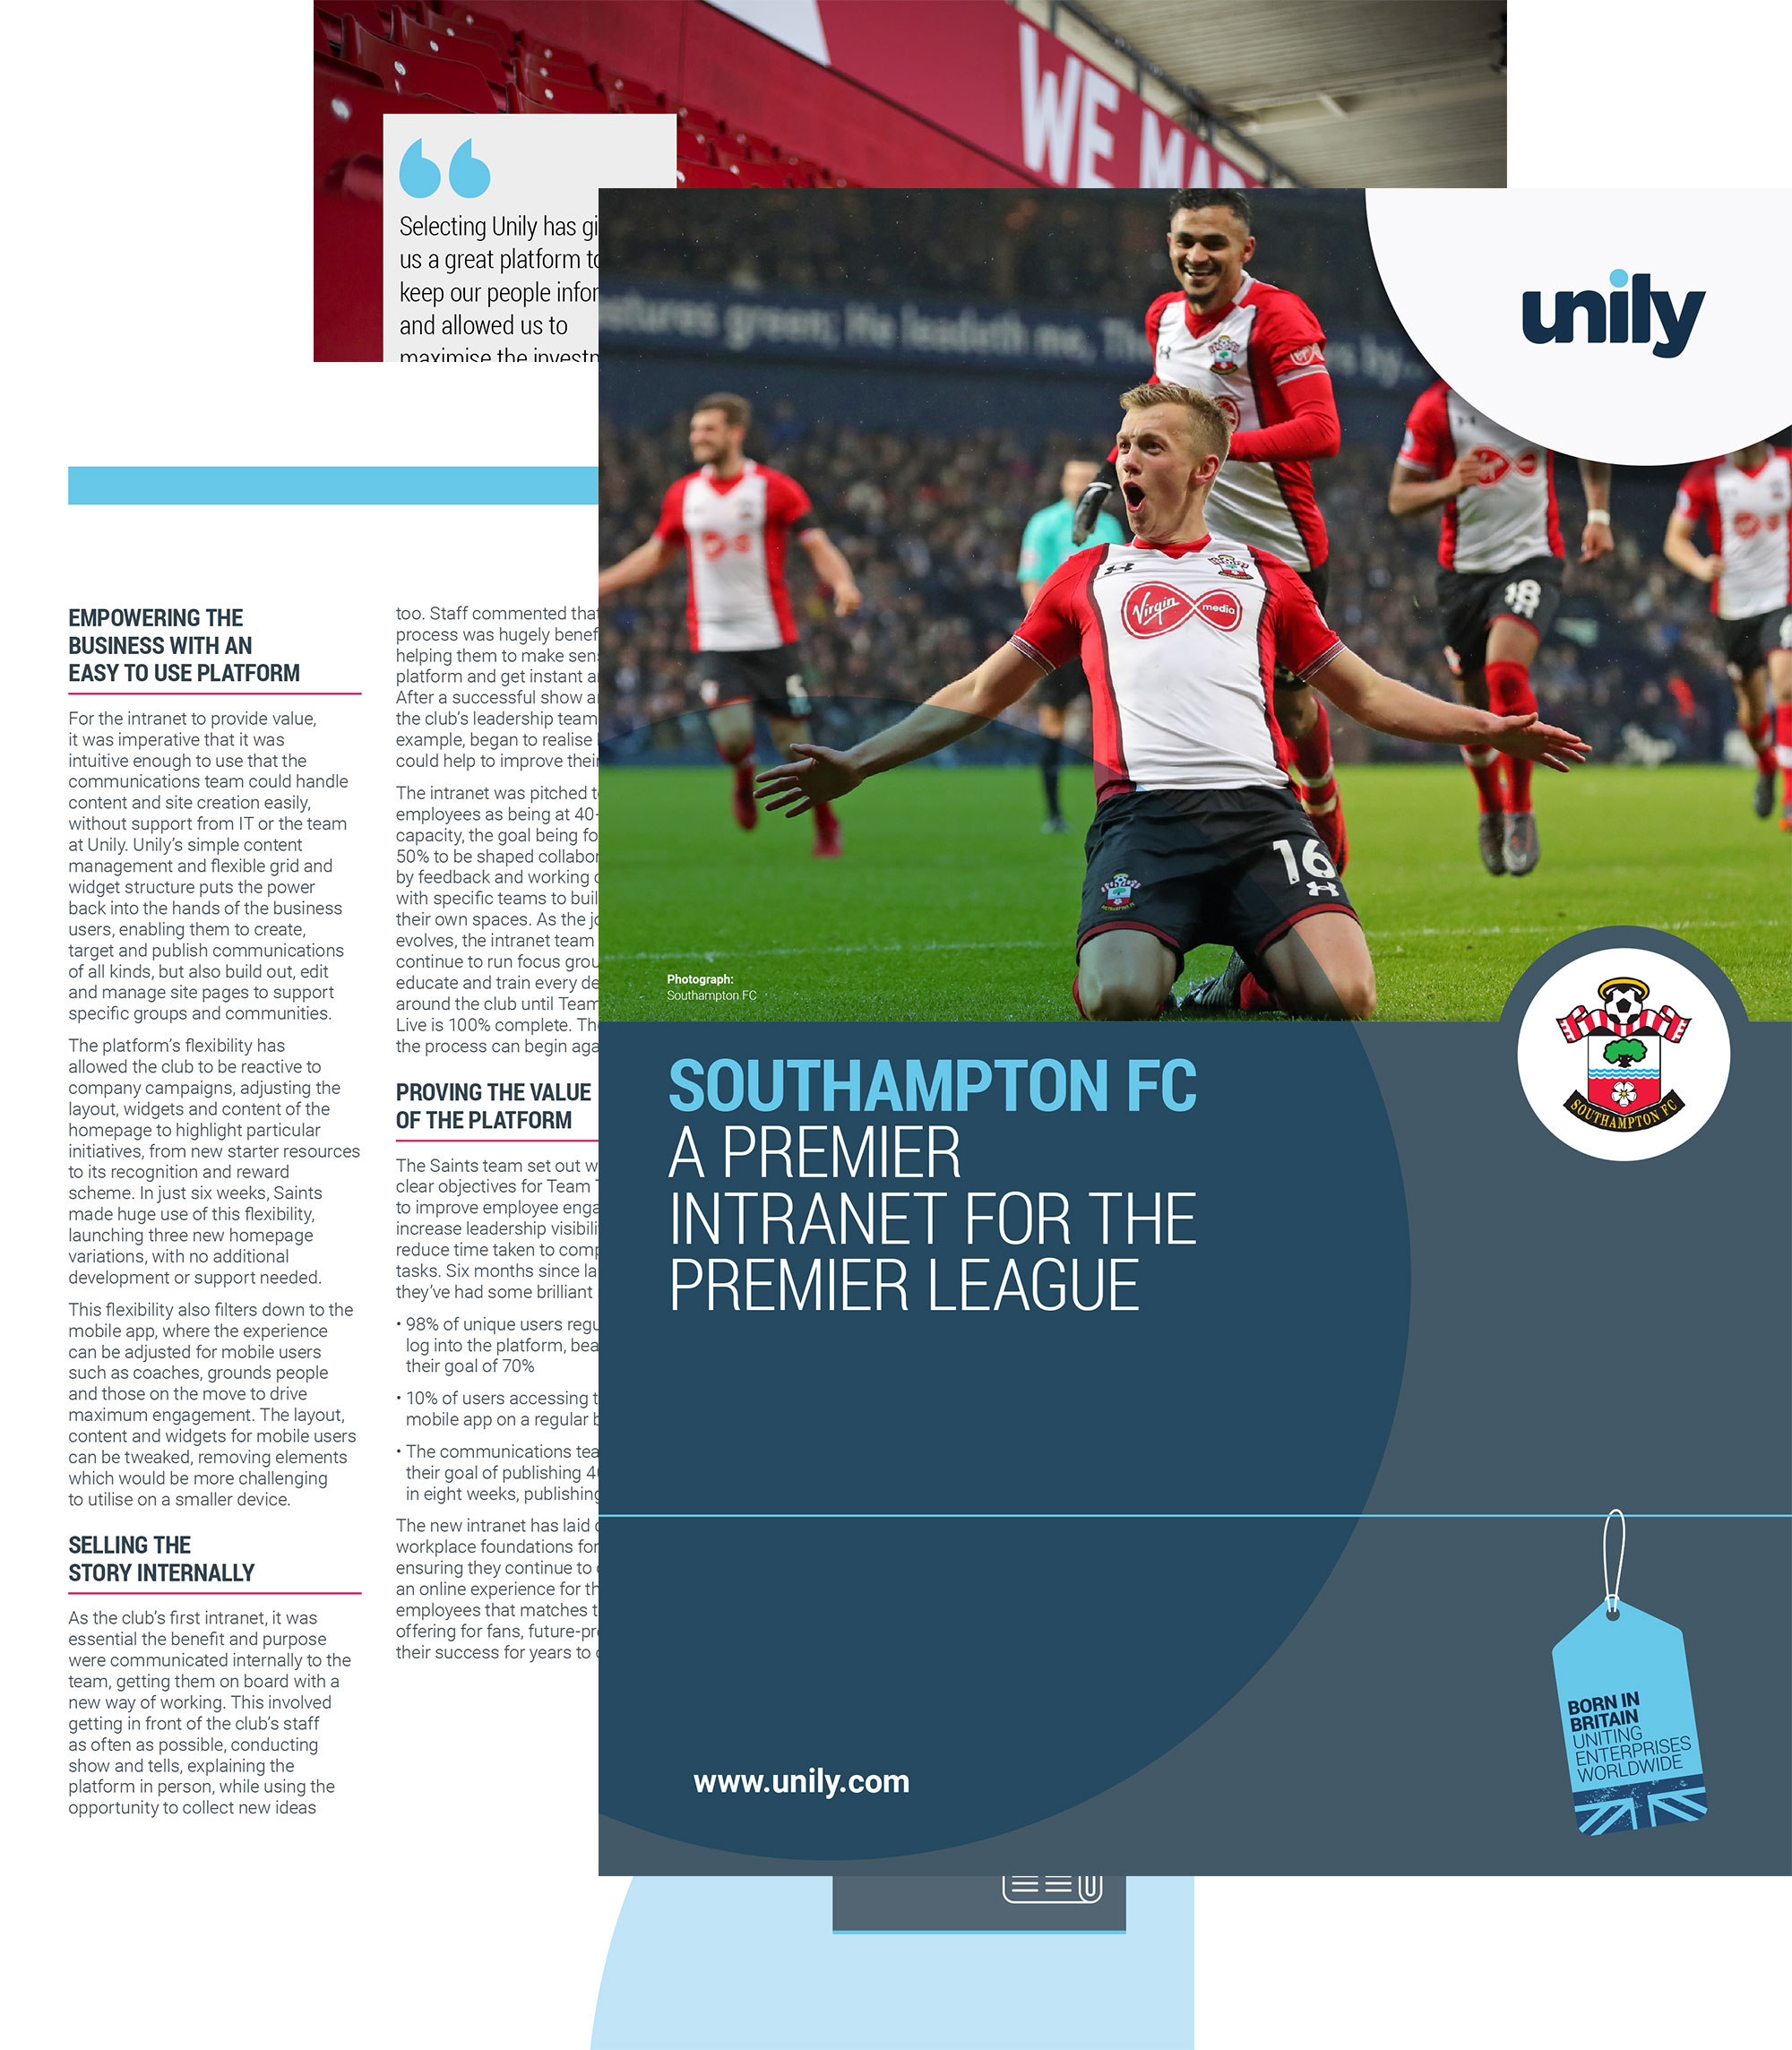 WE MAR
Selecting Unily has gi
us a great platform to
keep our people infor
and allowed us to
maximise the investm
unily
astures green; He leadeth me, The
rs by...
Virgin media
18
16
Photograph:
Southampton FC
SOUTHAMPTON FC
SOUTHAMPTON FC
A PREMIER
INTRANET FOR THE
PREMIER LEAGUE
BORN IN
BRITAIN
UNITING
ENTERPRISES
WORLDWIDE
www.unily.com
EMPOWERING THE
BUSINESS WITH AN
EASY TO USE PLATFORM
For the intranet to provide value,
it was imperative that it was
intuitive enough to use that the
communications team could handle
content and site creation easily,
without support from IT or the team
at Unily. Unily's simple content
management and flexible grid and
widget structure puts the power
back into the hands of the business
users, enabling them to create,
target and publish communications
of all kinds, but also build out, edit
and manage site pages to support
specific groups and communities.
The platform's flexibility has
allowed the club to be reactive to
company campaigns, adjusting the
layout, widgets and content of the
homepage to highlight particular
initiatives, from new starter resources
to its recognition and reward
scheme. In just six weeks, Saints
made huge use of this flexibility,
launching three new homepage
variations, with no additional
development or support needed.
This flexibility also filters down to the
mobile app, where the experience
can be adjusted for mobile users
such as coaches, grounds people
and those on the move to drive
maximum engagement. The layout,
content and widgets for mobile users
can be tweaked, removing elements
which would be more challenging
to utilise on a smaller device.
SELLING THE
STORY INTERNALLY
As the club's first intranet, it was
essential the benefit and purpose
were communicated internally to the
team, getting them on board with a
new way of working. This involved
getting in front of the club's staff
as often as possible, conducting
show and tells, explaining the
platform in person, while using the
opportunity to collect new ideas
too. Staff commented that
process was hugely benef
helping them to make sen
platform and get instant a
After a successful show a
the club's leadership team
example, began to realise
could help to improve their
The intranet was pitched t
employees as being at 40-
capacity, the goal being fo
50% to be shaped collabor
by feedback and working
with specific teams to buil
their own spaces. As the jo
evolves, the intranet team
continue to run focus grou
educate and train every de
around the club until Team
Live is 100% complete. The
the process can begin aga
PROVING THE VALUE
OF THE PLATFORM
The Saints team set out w
clear objectives for Team T
to improve employee enga
increase leadership visibili
reduce time taken to comp
tasks. Six months since la
they've had some brilliant
• 98% of unique users regu
log into the platform, bea
their goal of 70%
• 10% of users accessing t
mobile app on a regular b
• The communications tea
their goal of publishing 4
in eight weeks, publishing
The new intranet has laid
workplace foundations for
ensuring they continue to
an online experience for th
employees that matches t
offering for fans, future-pr
their success for years to